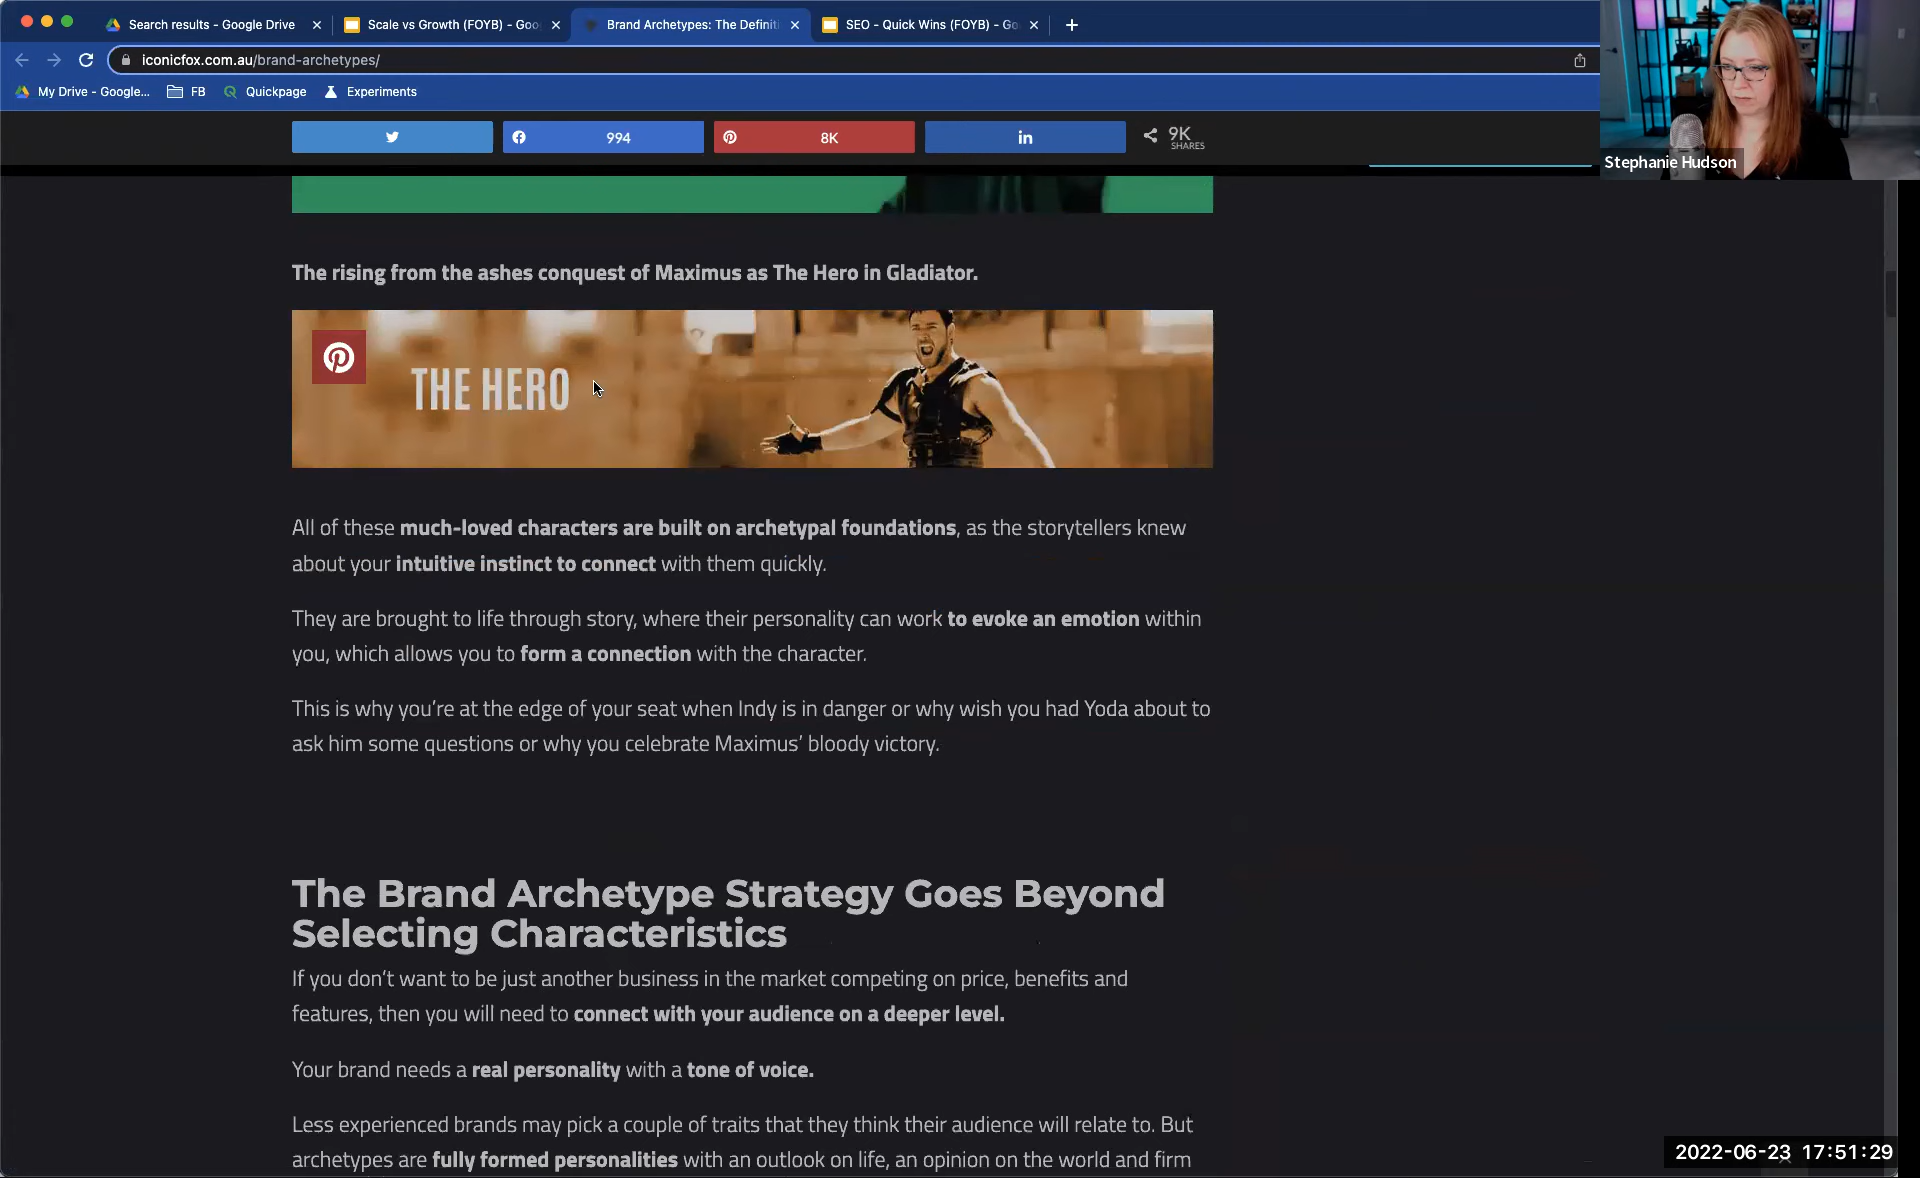 Search results - Google Drive
Scale vs Growth (FOYB) - Goo
Brand Archetypes: The Definiti
SEO - Quick Wins (FOYB) - Go
iconicfox.com.au/brand-archetypes/
My Drive - Google...
FB
Quickpage
Experiments
994
8K
in
9K
SHARES
Stephanie Hudson
The rising from the ashes conquest of Maximus as The Hero in Gladiator.
THE HERO
All of these much-loved characters are built on archetypal foundations, as the storytellers knew
about your intuitive instinct to connect with them quickly.
They are brought to life through story, where their personality can work to evoke an emotion within
you, which allows you to form a connection with the character.
This is why you’re at the edge of your seat when Indy is in danger or why wish you had Yoda about to
ask him some questions or why you celebrate Maximus’ bloody victory.
The Brand Archetype Strategy Goes Beyond
Selecting Characteristics
If you don’t want to be just another business in the market competing on price, benefits and
features, then you will need to connect with your audience on a deeper level.
Your brand needs a real personality with a tone of voice.
Less experienced brands may pick a couple of traits that they think their audience will relate to. But
archetypes are fully formed personalities with an outlook on life, an opinion on the world and firm
2022-06-23 17:51:29